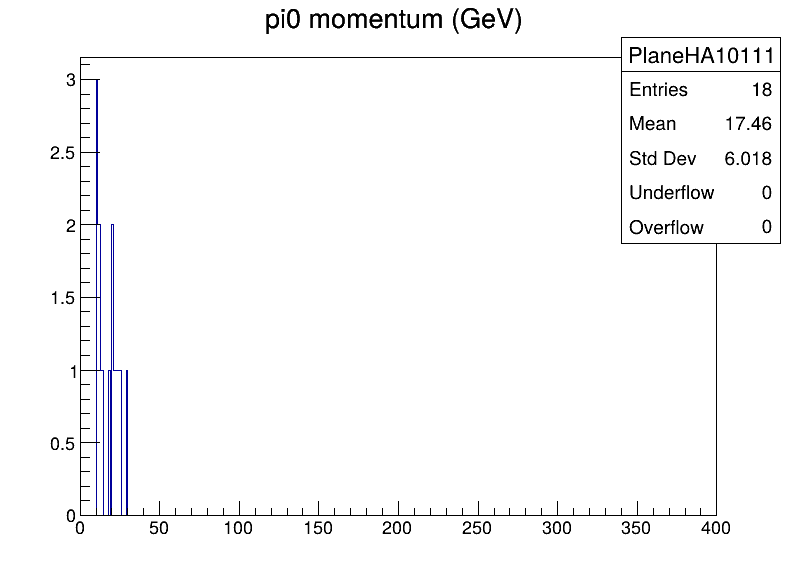 pi0 momentum (GeV)
PlaneHA10111
Entries 18
Mean 17.46
Std Dev 6.018
Underflow 0
Overflow 0
3
2.5
2
1.5
1
0.5
0
0 50 100 150 200 250 300 350 400